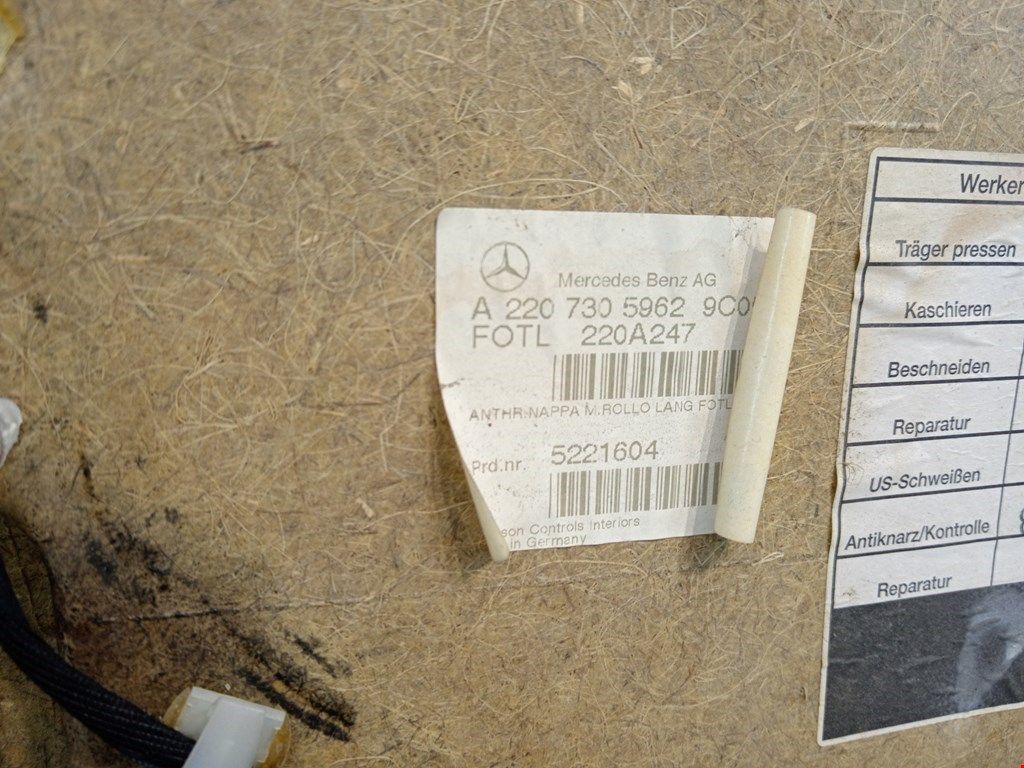 Mercedes Benz AG
A 220 730 5962
FOTL 220A247
ANTHR.NAPPA M.ROLLO LANG FOTL
Prd.nr. 5221604
Controls Interiors
in Germany
Träger pressen
Kaschieren
Beschneiden
Reparatur
US-Schweißen
Antiknarz/Kontrolle
Reparatur